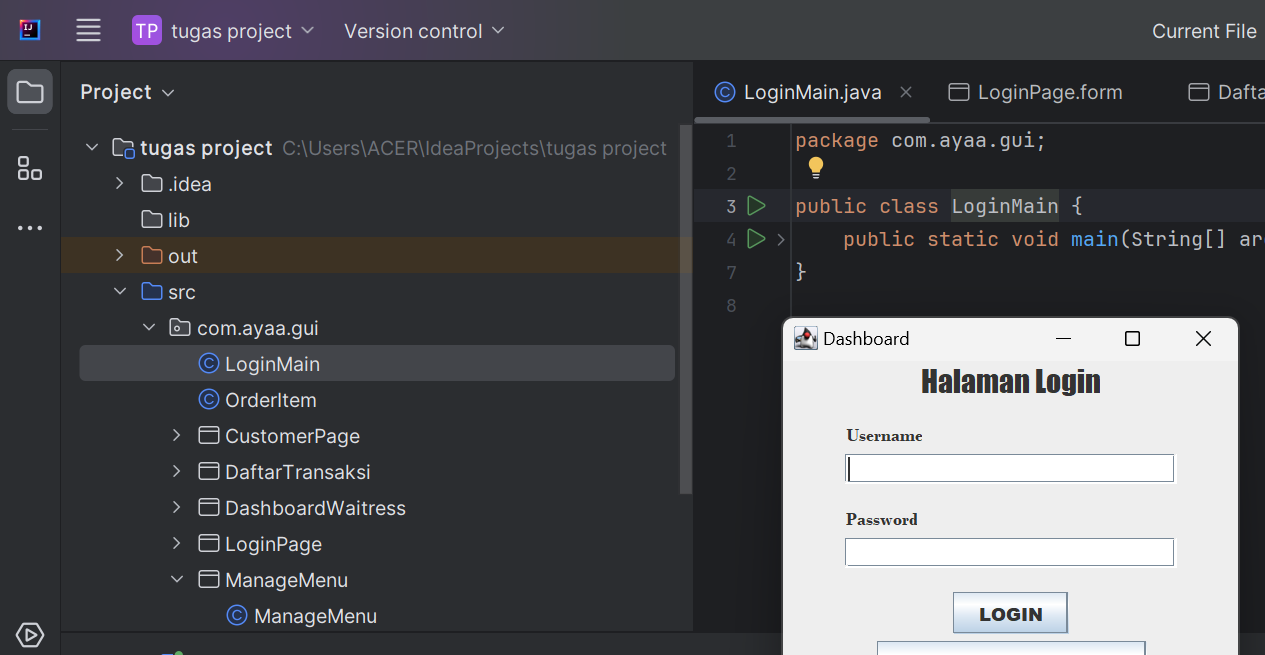 TP tugas project Version control Current File
Project
LoginMain.java LoginPage.form Dafta
tugas project C:\Users\ACER\IdeaProjects\tugas project
.idea
lib
out
src
com.ayaa.gui
LoginMain
OrderItem
CustomerPage
DaftarTransaksi
DashboardWaitress
LoginPage
ManageMenu
ManageMenu
1 package com.ayaa.gui;
2
3 public class LoginMain {
4 public static void main(String[] ar
7 }
8
Dashboard
Halaman Login
Username
Password
LOGIN